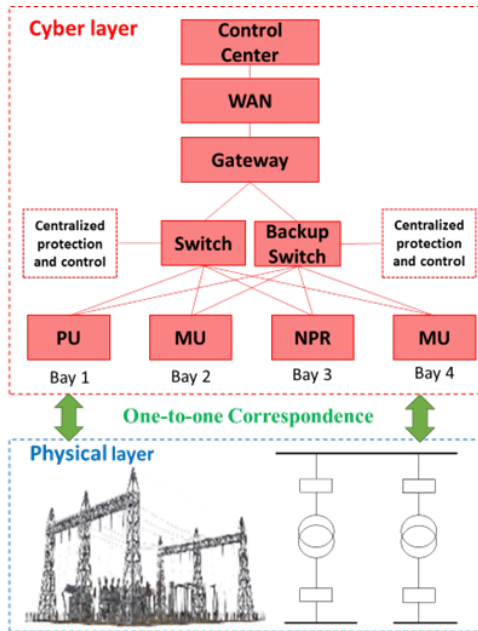 Cyber layer
Control
Center
WAN
Gateway
Centralized
protection
and control
Switch
Backup
Switch
Centralized
protection
and control
PU
MU
NPR
MU
Bay 1
Bay 2
Bay 3
Bay 4
One-to-one Correspondence
Physical layer